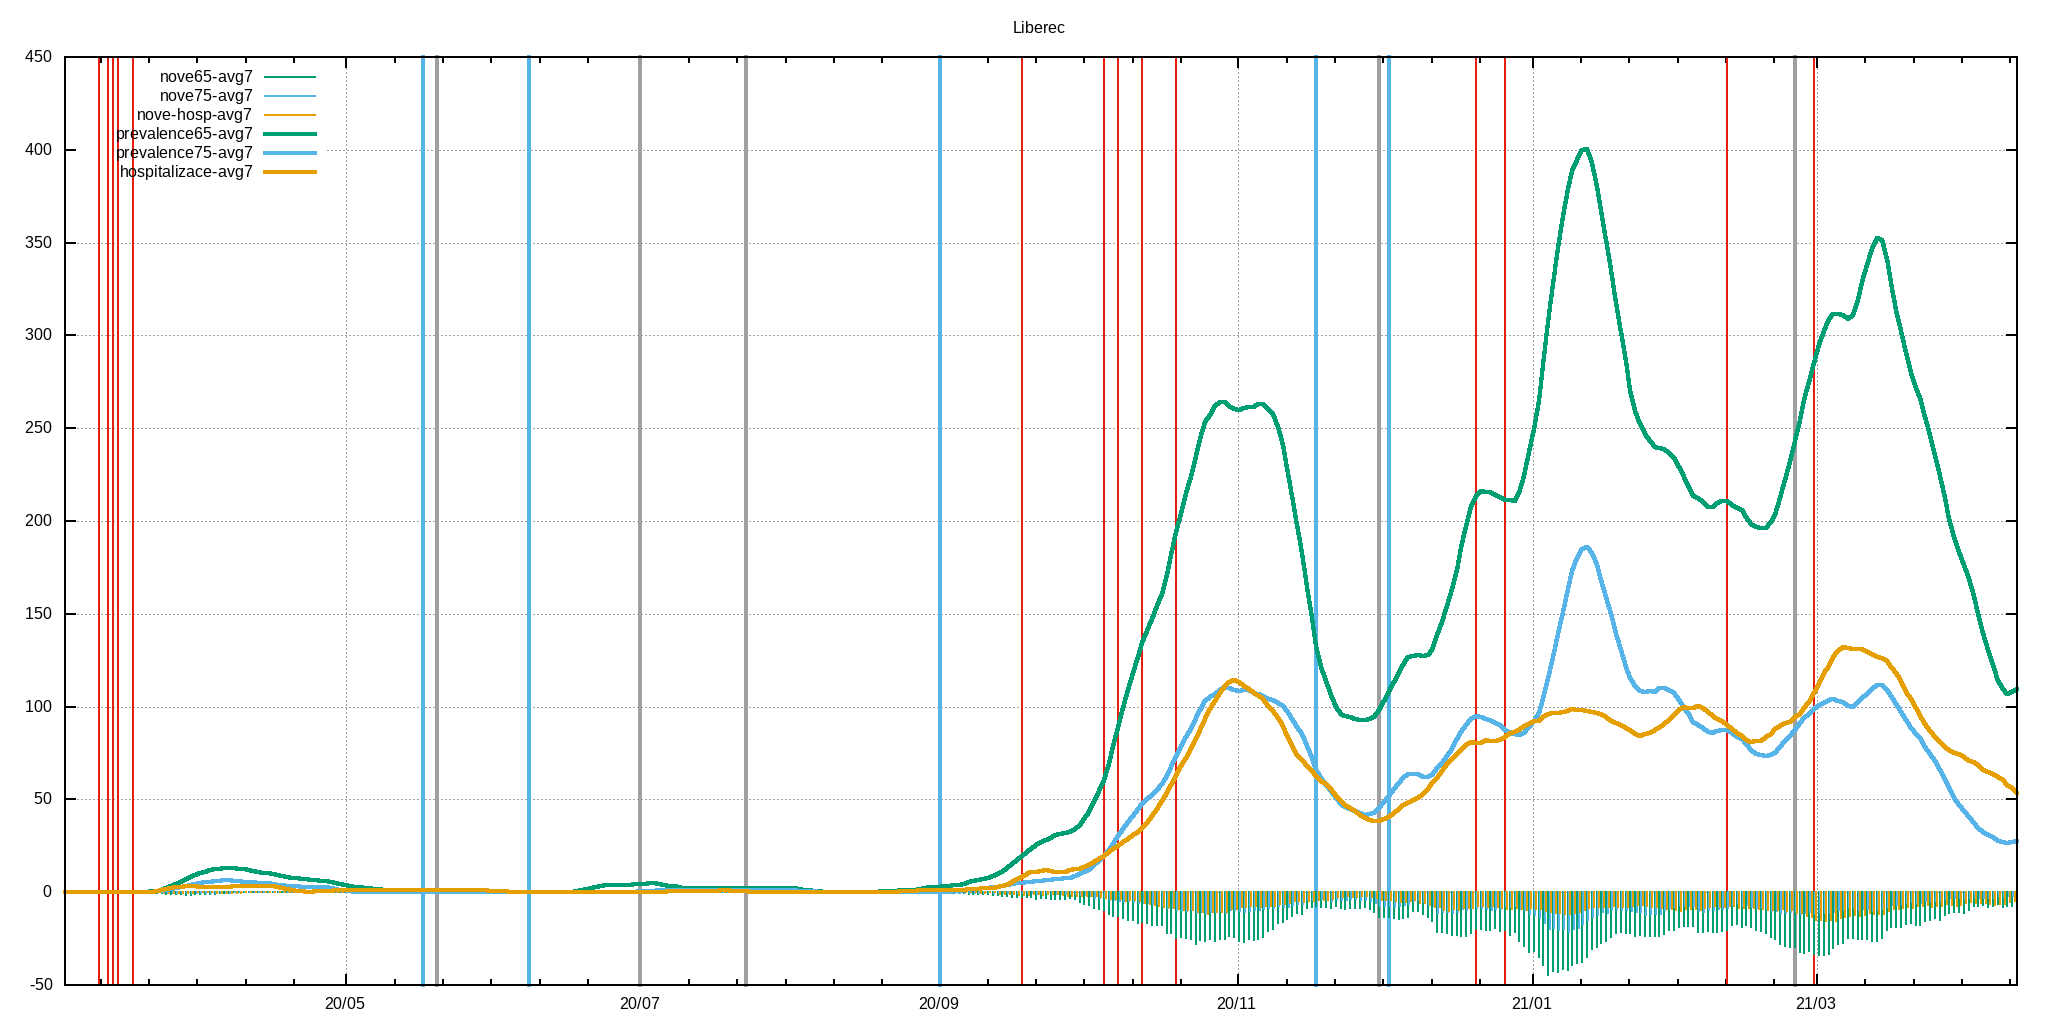 Liberec
450
400
350
300
250
200
150
100
50
0
-50
nove65-avg7
nove75-avg7
nove-hosp-avg7
prevalence65-avg7
prevalence75-avg7
hospitalizace-avg7
20/05
20/07
20/09
20/11
21/01
21/03